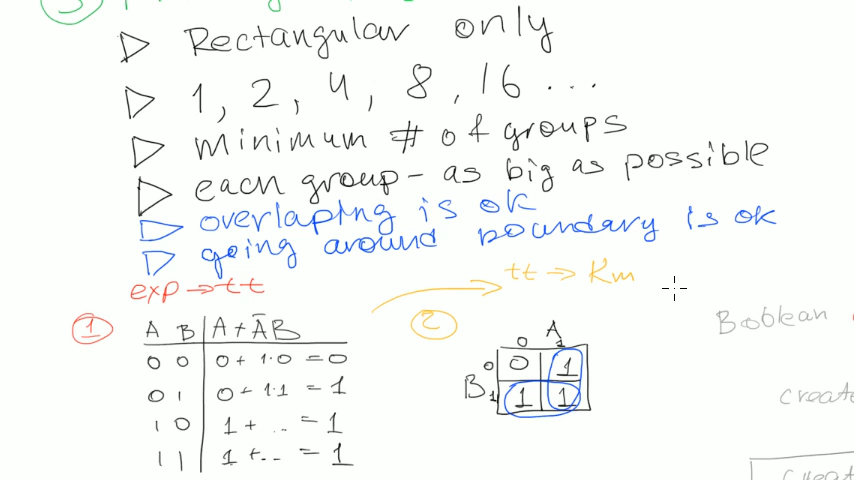 3
▷ Rectangular only
▷ 1, 2, 4, 8, 16 ...
▷ minimum # of groups
▷ each group - as big as possible
▷ overlaping is ok
▷ going around boundary is ok
exp → tt
tt → Km
1
A B | A + ĀB
0 0 | 0 + 1·0 = 0
0 1 | 0 + 1·1 = 1
1 0 | 1 + .. = 1
1 1 | 1 + .. = 1
2
A
0 1
0 0 1
B 1 1 1
Boolean
create
create